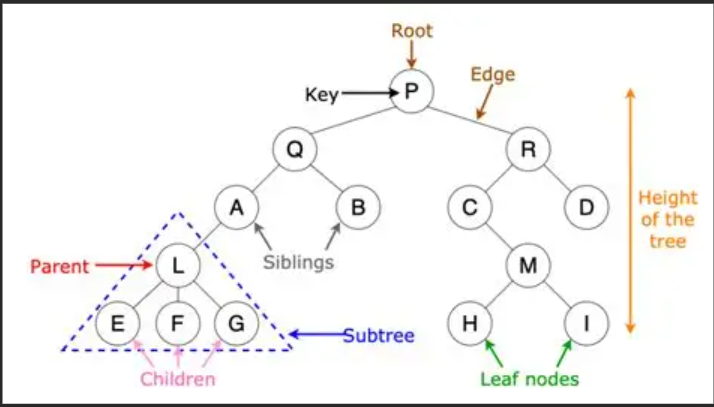 Root
Edge
Key
P
Q
R
A
B
C
D
Height
of the
tree
Siblings
Parent
L
M
E
F
G
H
I
Subtree
Children
Leaf nodes